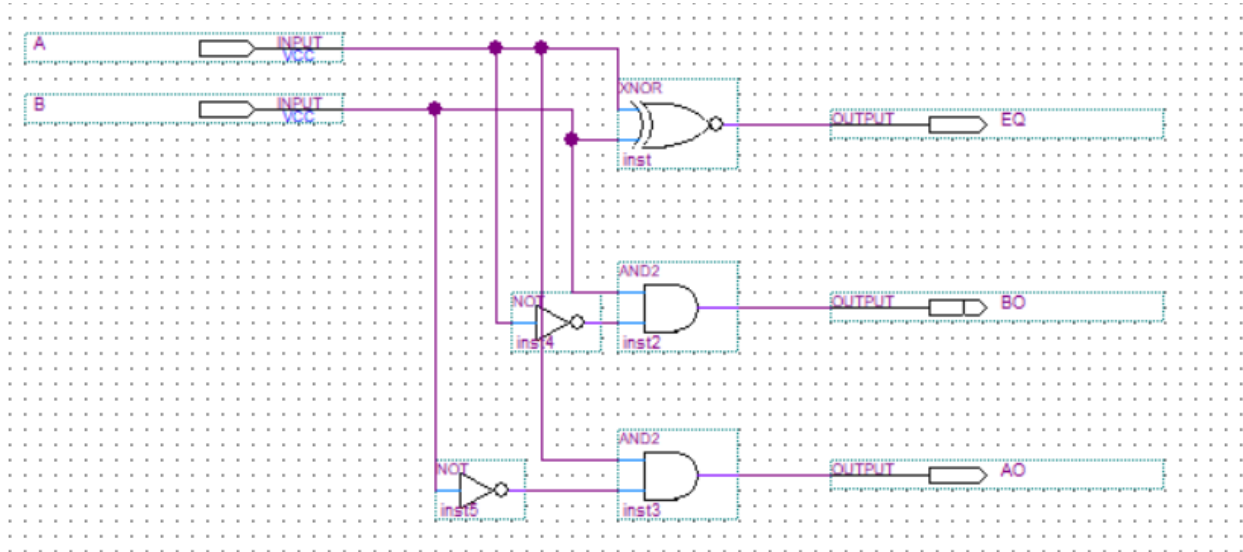 A
INPUT
VCC
B
INPUT
VCC
XNOR
inst
OUTPUT
EQ
AND2
inst2
OUTPUT
BO
NOT
inst4
AND2
inst3
OUTPUT
AO
NOT
inst5